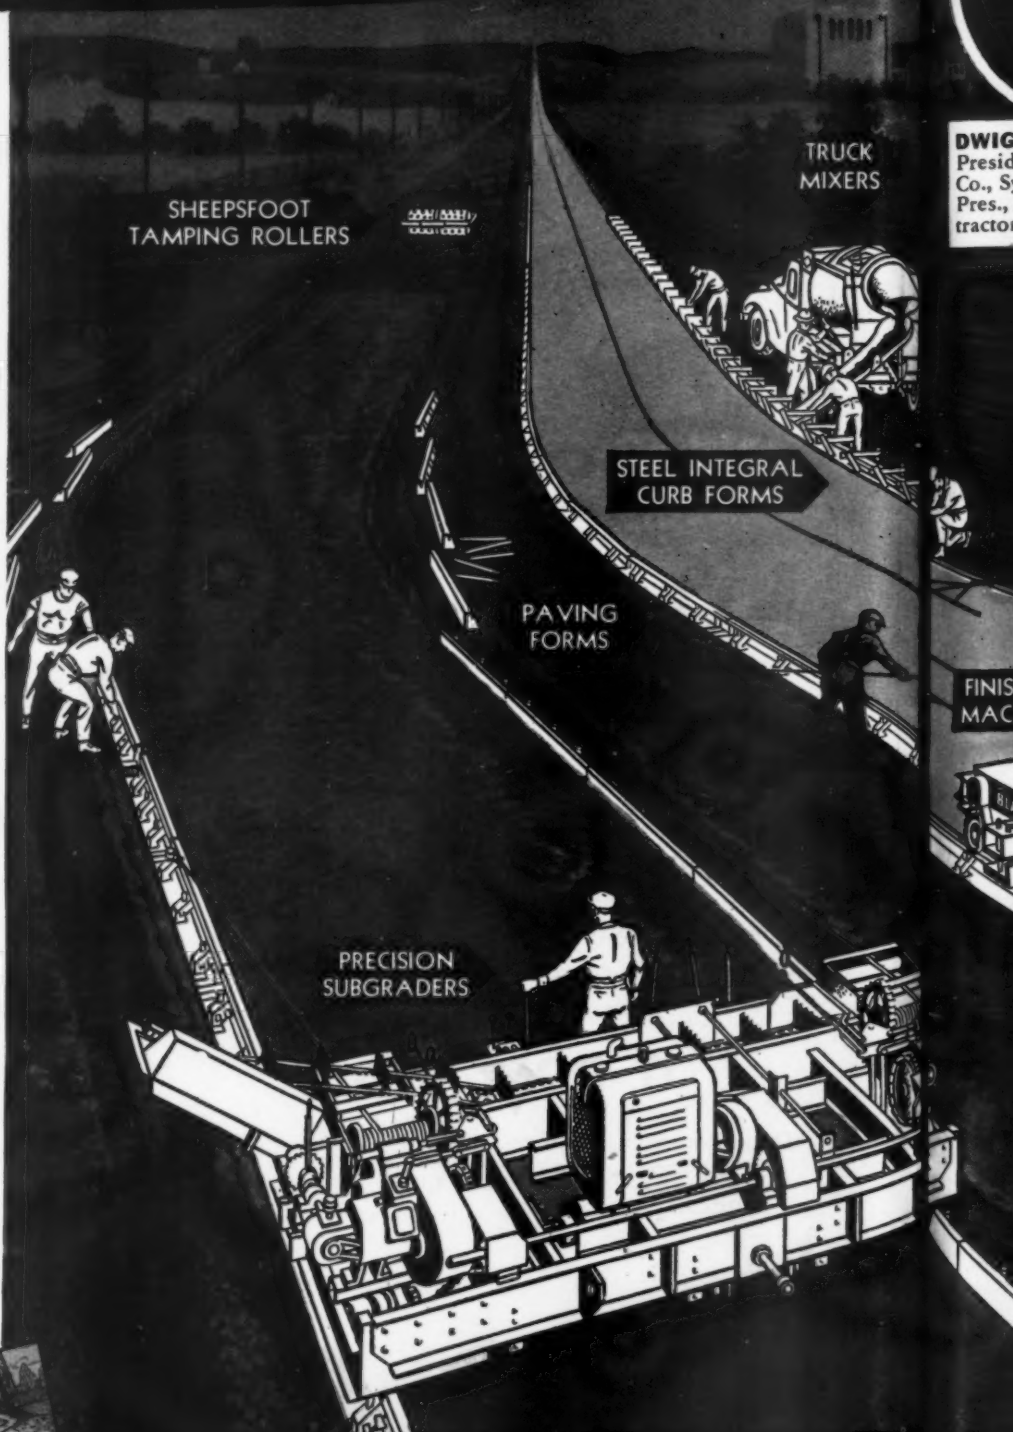 TRUCK
MIXERS
SHEEPSFOOT
TAMPING ROLLERS
STEEL INTEGRAL
CURB FORMS
PAVING
FORMS
PRECISION
SUBGRADERS
DWIG
Presid
Co., Sy
Pres.,
tractor
FINIS
MAC